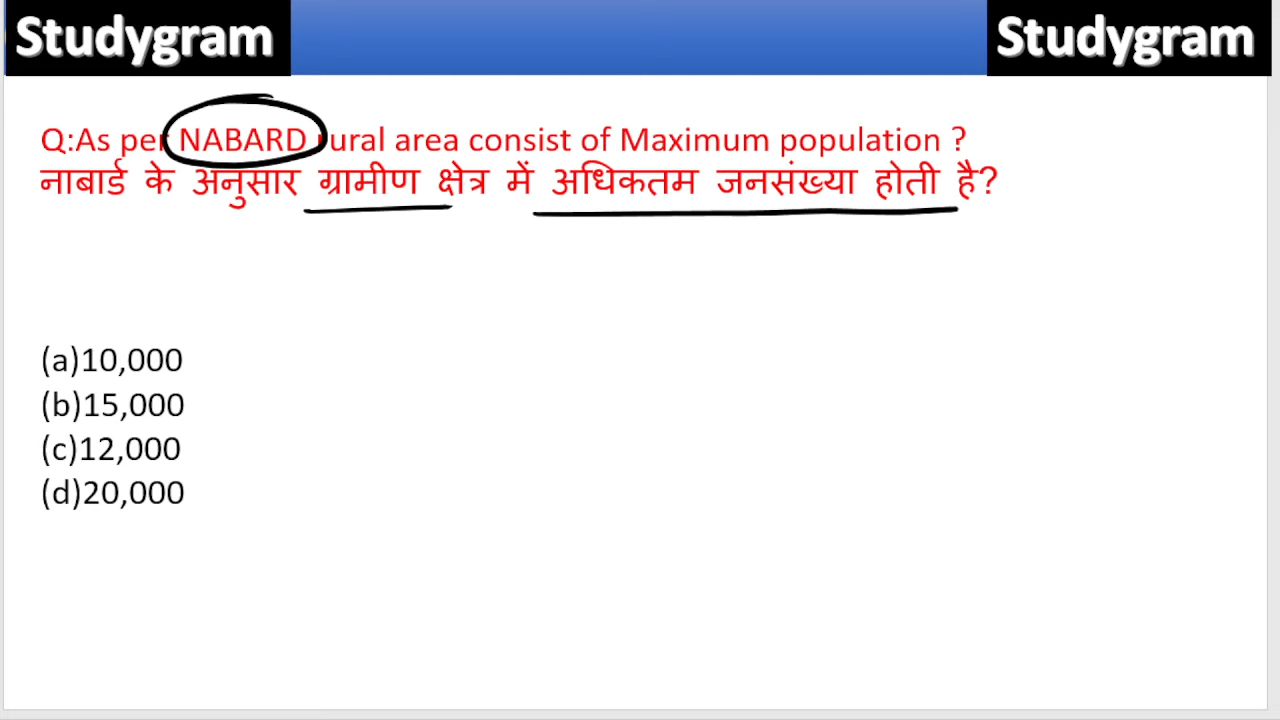 Studygram
Studygram
Q:As per NABARD rural area consist of Maximum population ?
नाबार्ड के अनुसार ग्रामीण क्षेत्र में अधिकतम जनसंख्या होती है?
(a)10,000
(b)15,000
(c)12,000
(d)20,000